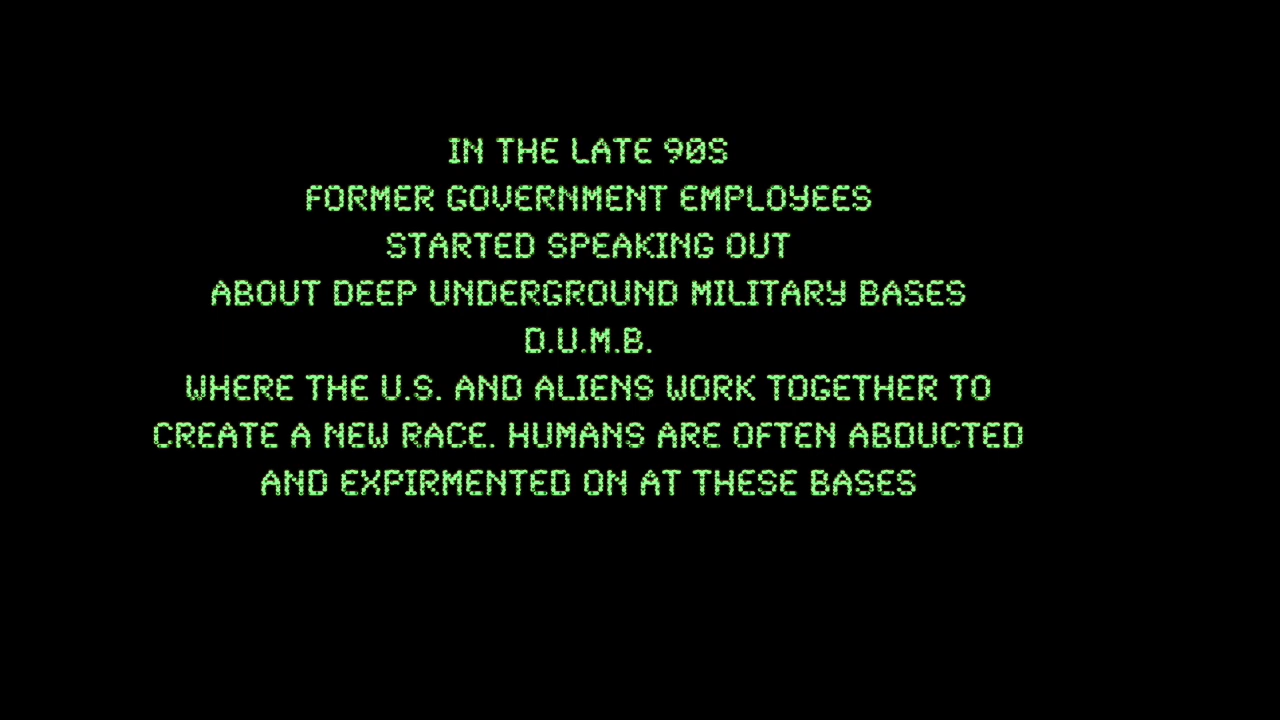 IN THE LATE 90S
FORMER GOVERNMENT EMPLOYEES
STARTED SPEAKING OUT
ABOUT DEEP UNDERGROUND MILITARY BASES
D.U.M.B.
WHERE THE U.S. AND ALIENS WORK TOGETHER TO
CREATE A NEW RACE. HUMANS ARE OFTEN ABDUCTED
AND EXPIRMENTED ON AT THESE BASES